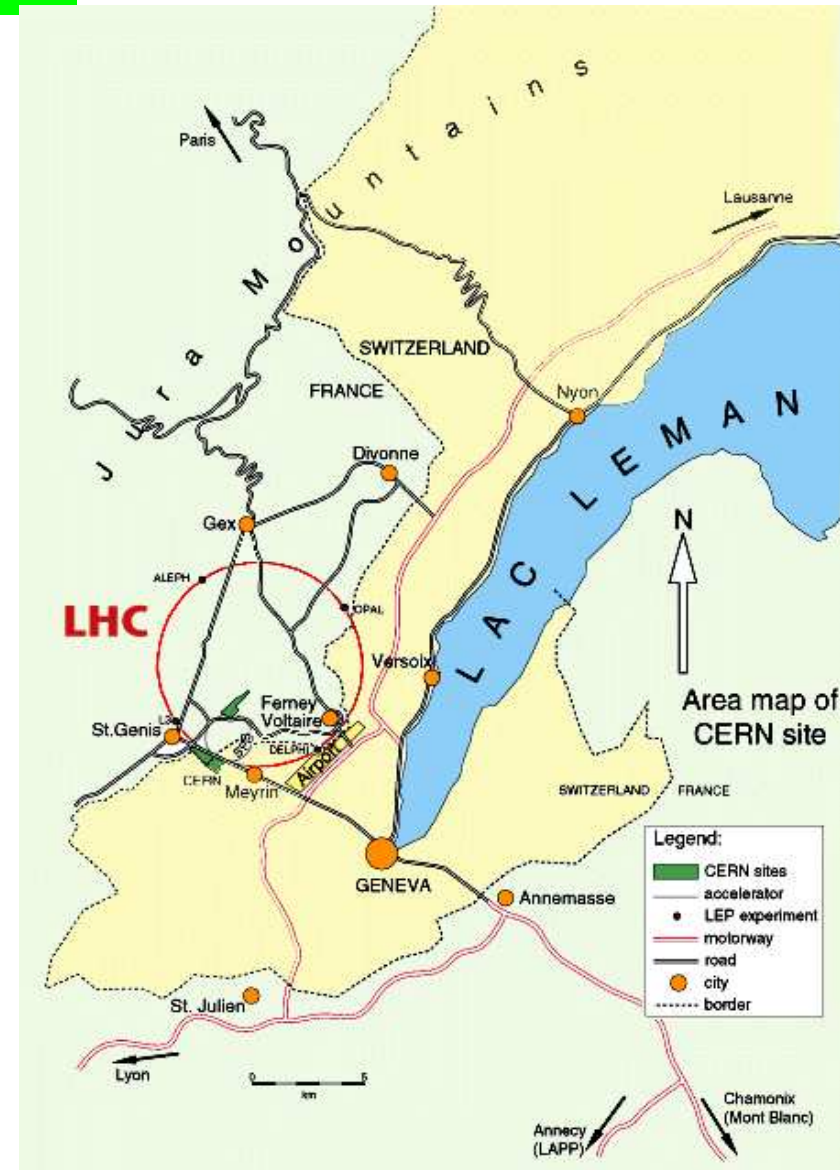 Jura Mountains
Paris
Lausanne
SWITZERLAND
FRANCE
Nyon
Divonne
LAC LEMAN
Gex
N
ALEPH
OPAL
LHC
Versoix
Area map of
CERN site
Ferney
Voltaire
L3
St.Genis
SPS
DELPHI
Airport
CERN
Meyrin
SWITZERLAND
FRANCE
GENEVA
Annemasse
Legend:
CERN sites
accelerator
LEP experiment
motorway
road
city
border
St. Julien
Lyon
0 5
km
Chamonix
(Mont Blanc)
Annecy
(LAPP)